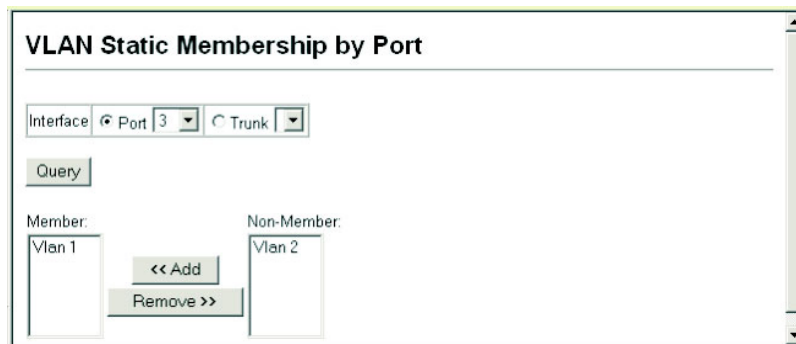 VLAN Static Membership by Port
Interface Port 3 Trunk
Query
Member: Non-Member:
Vlan 1 Vlan 2
<< Add
Remove >>